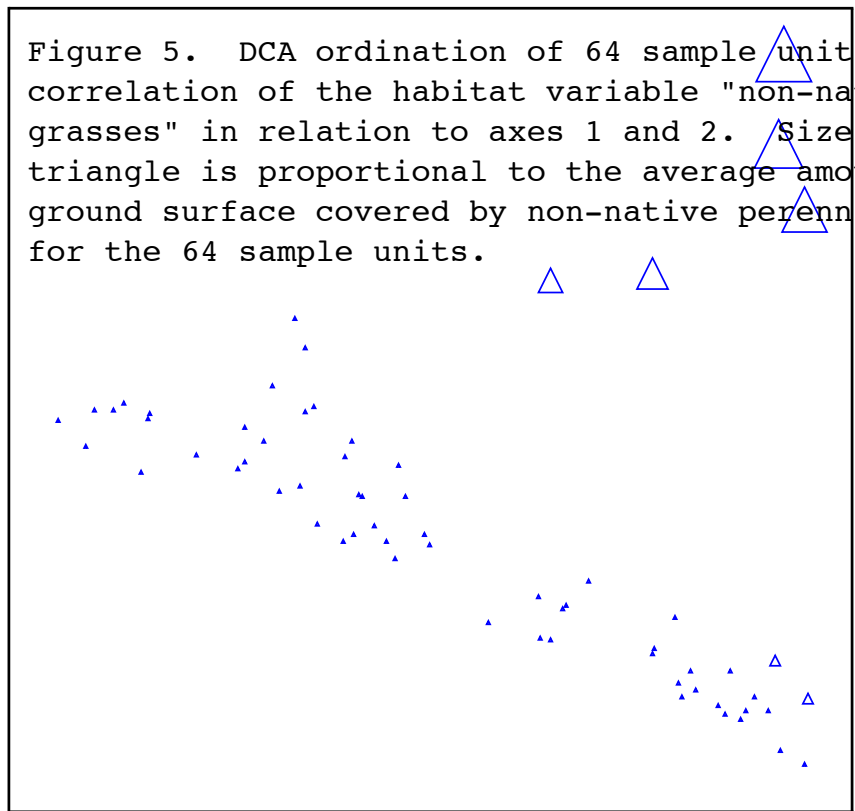 Figure 5.  DCA ordination of 64 sample unit
correlation of the habitat variable "non-na
grasses" in relation to axes 1 and 2.  Size
triangle is proportional to the average amo
ground surface covered by non-native perenn
for the 64 sample units.